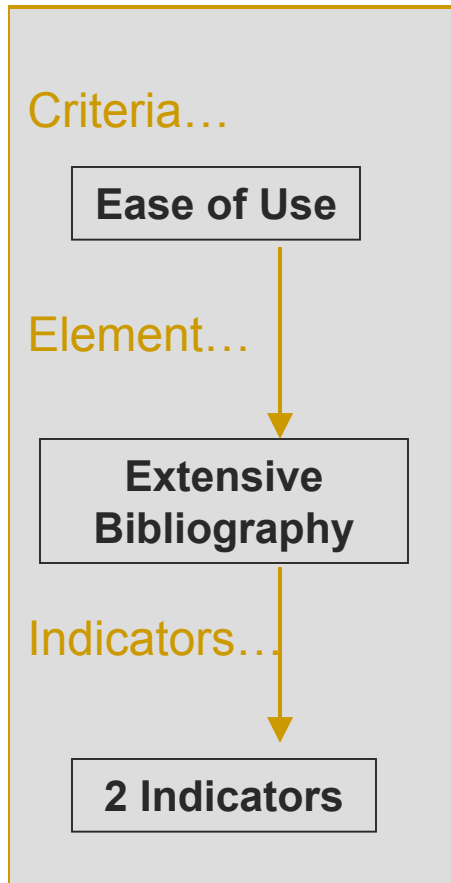 Criteria…
Ease of Use
Element…
Extensive
Bibliography
Indicators…
2 Indicators